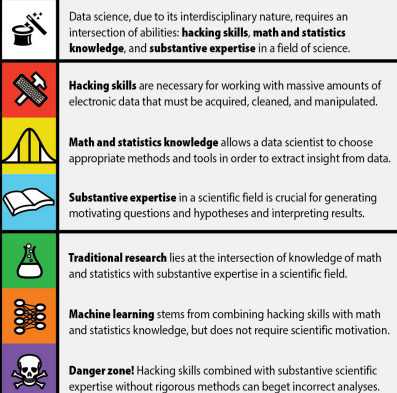 Data science, due to its interdisciplinary nature, requires an
intersection of abilities: hacking skills, math and statistics
knowledge, and substantive expertise in a field of science.
Hacking skills are necessary for working with massive amounts of
electronic data that must be acquired, cleaned, and manipulated.
Math and statistics knowledge allows a data scientist to choose
appropriate methods and tools in order to extract insight from data.
Substantive expertise in a scientific field is crucial for generating
motivating questions and hypotheses and interpreting results.
Traditional research lies at the intersection of knowledge of math
and statistics with substantive expertise in a scientific field.
Machine learning stems from combining hacking skills with math
and statistics knowledge, but does not require scientific motivation.
Danger zone! Hacking skills combined with substantive scientific
expertise without rigorous methods can beget incorrect analyses.